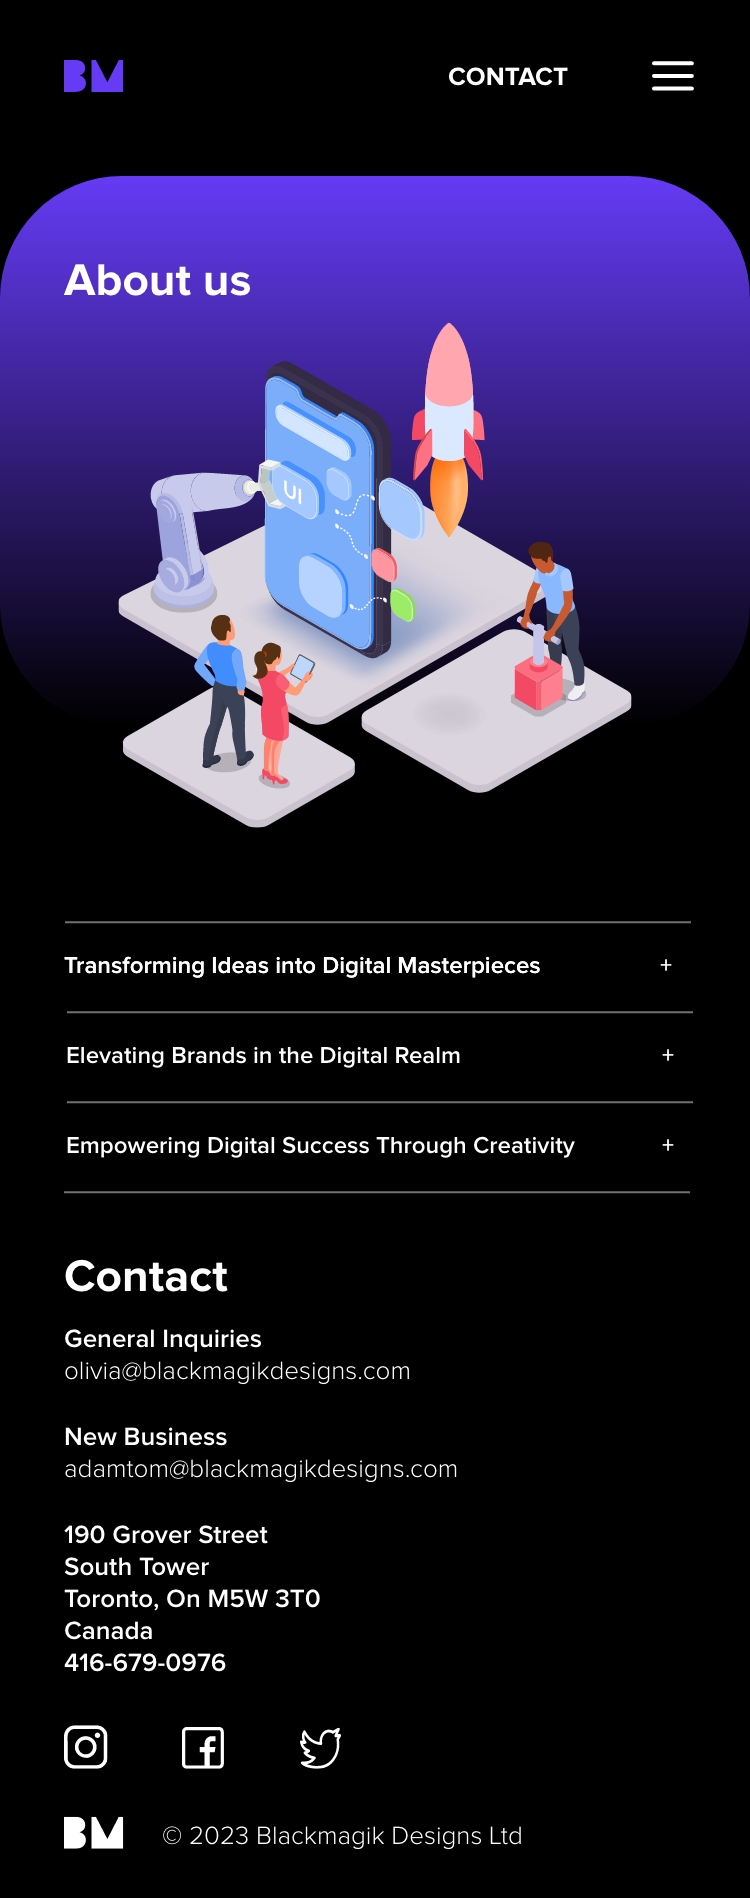 BM
CONTACT
About us
UI
Transforming Ideas into Digital Masterpieces +
Elevating Brands in the Digital Realm +
Empowering Digital Success Through Creativity +
Contact
General Inquiries
olivia@blackmagikdesigns.com
New Business
adamtom@blackmagikdesigns.com
190 Grover Street
South Tower
Toronto, On M5W 3T0
Canada
416-679-0976
BM © 2023 Blackmagik Designs Ltd